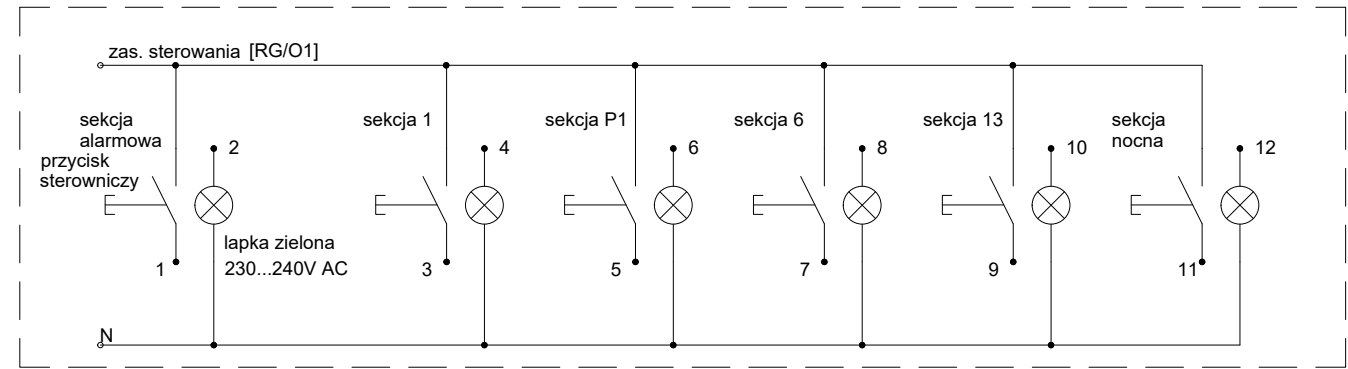 zas. sterowania [RG/O1]
sekcja
alarmowa
przycisk
sterowniczy
2
lapka zielona
1
230...240V AC
sekcja 1
4
3
sekcja P1
6
5
sekcja 6
8
7
sekcja 13
10
9
sekcja
nocna
12
11
N